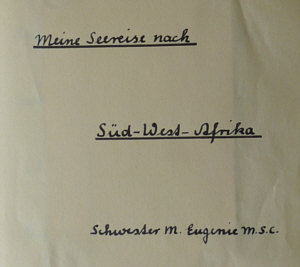 Meine Seereise nach
Süd-West-Afrika
Schwester M. Eugenie M.S.C.